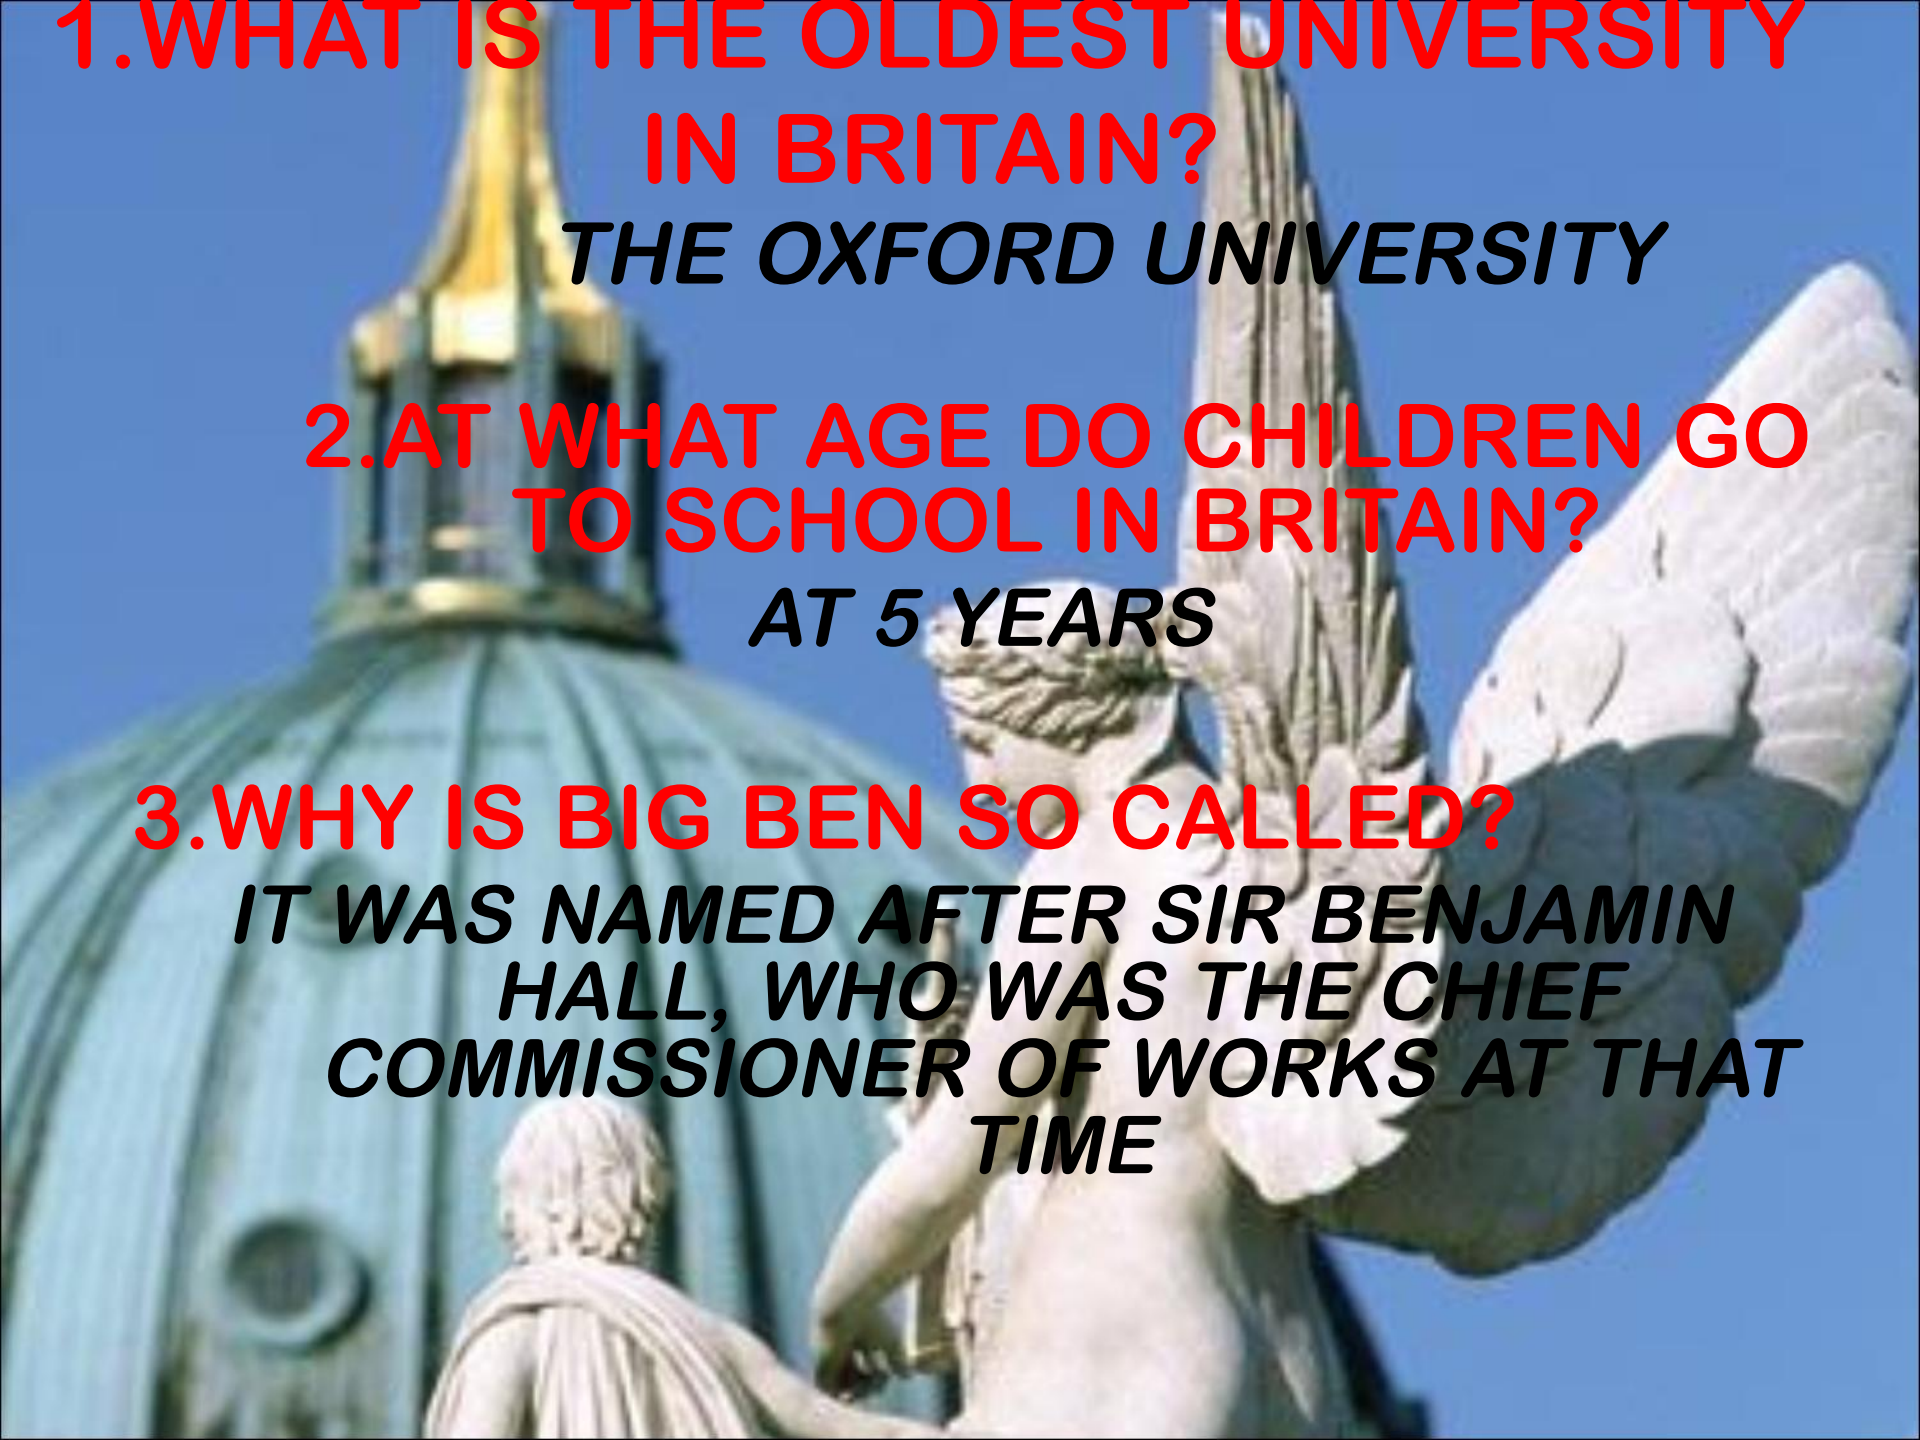 1.WHAT IS THE OLDEST UNIVERSITY
IN BRITAIN?
THE OXFORD UNIVERSITY
2.AT WHAT AGE DO CHILDREN GO
TO SCHOOL IN BRITAIN?
AT 5 YEARS
3.WHY IS BIG BEN SO CALLED?
IT WAS NAMED AFTER SIR BENJAMIN
HALL, WHO WAS THE CHIEF
COMMISSIONER OF WORKS AT THAT
TIME